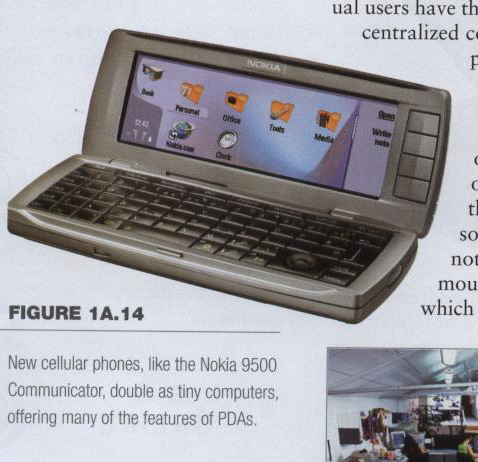 ual users have th
centralized c
p
o
th
so
not
mou
which
NOKIA
Desk
Personal
Office
Tools
Media
Open
Write
note
12:42
Nokia.com
Clock
FIGURE 1A.14
New cellular phones, like the Nokia 9500
Communicator, double as tiny computers,
offering many of the features of PDAs.